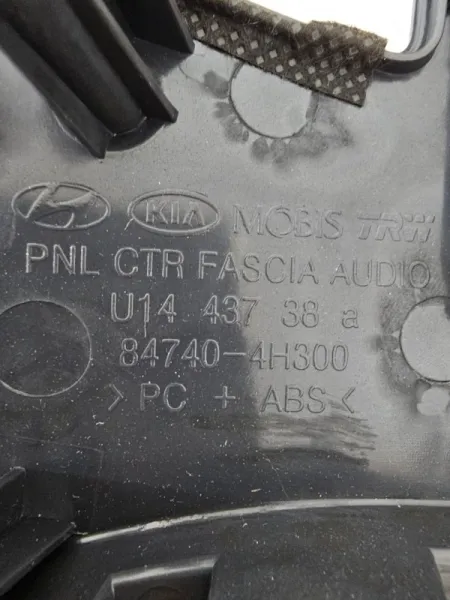 KIA MOBIS TRW
PNL CTR FASCIA AUDIO
U14 437 38 a
84740-4H300
>PC + ABS<